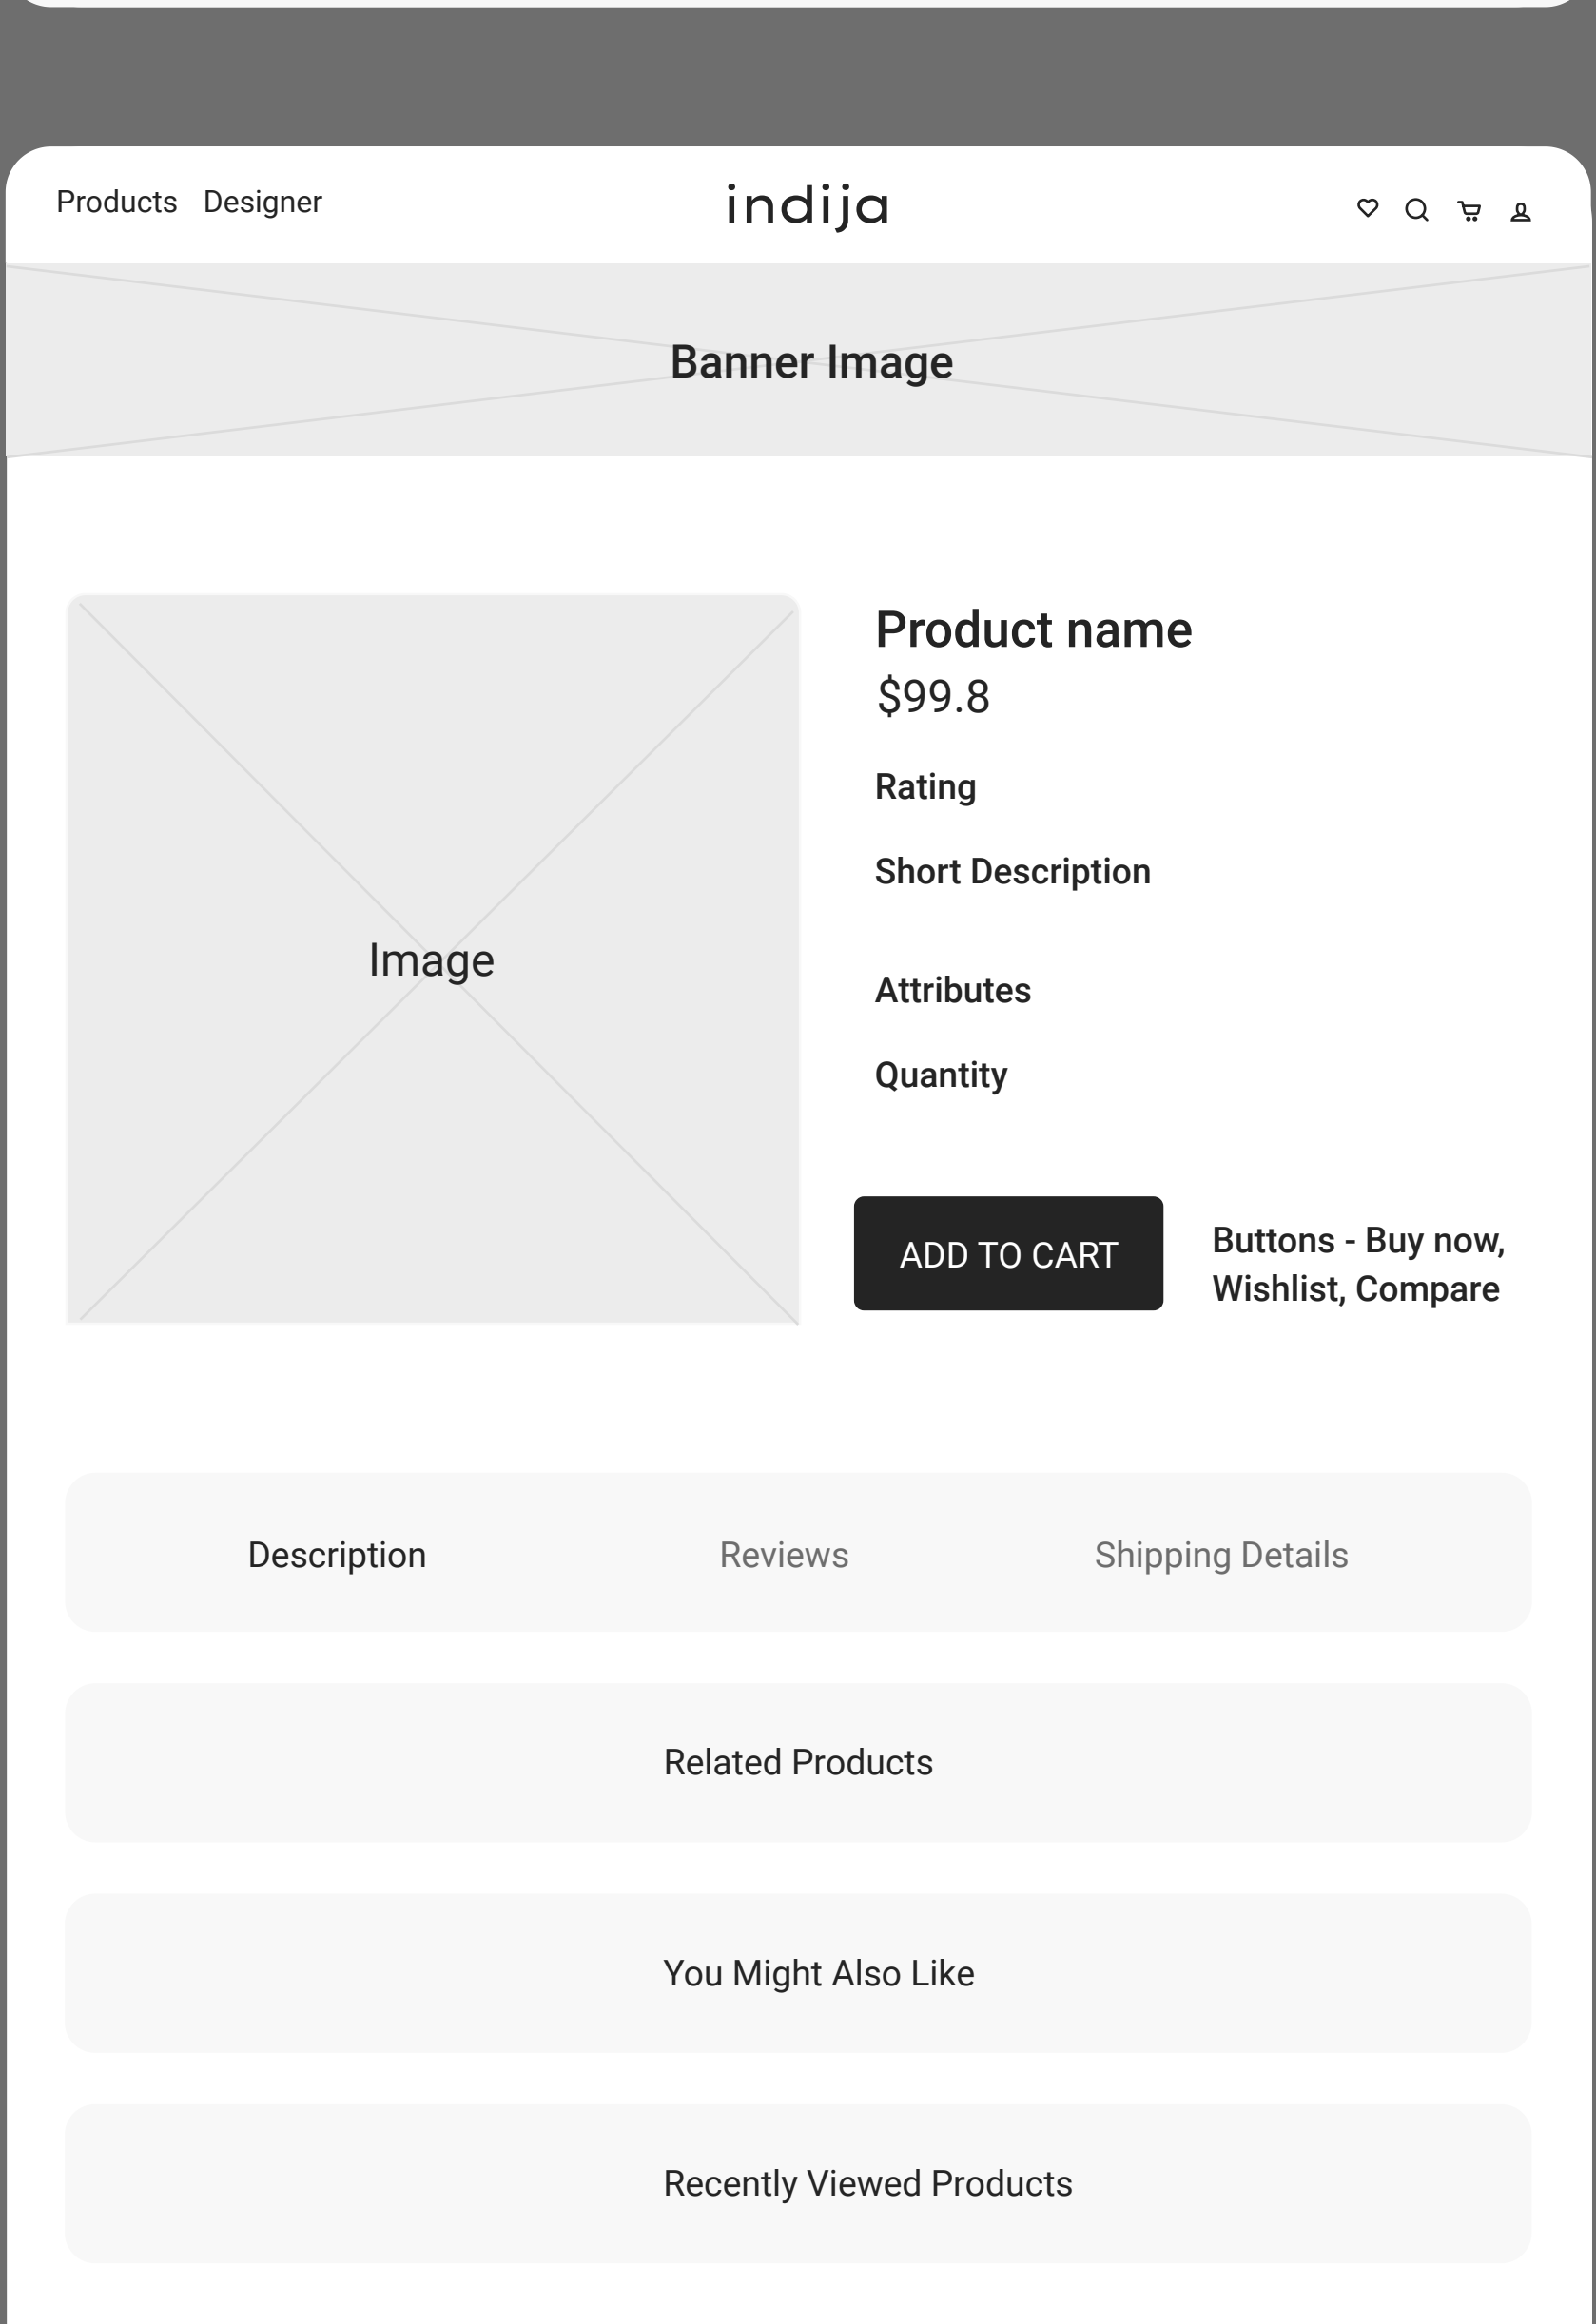 Products Designer
indija
Banner Image
Product name
$99.8
Rating
Short Description
Image
Attributes
Quantity
ADD TO CART
Buttons - Buy now,
Wishlist, Compare
Description
Reviews
Shipping Details
Related Products
You Might Also Like
Recently Viewed Products